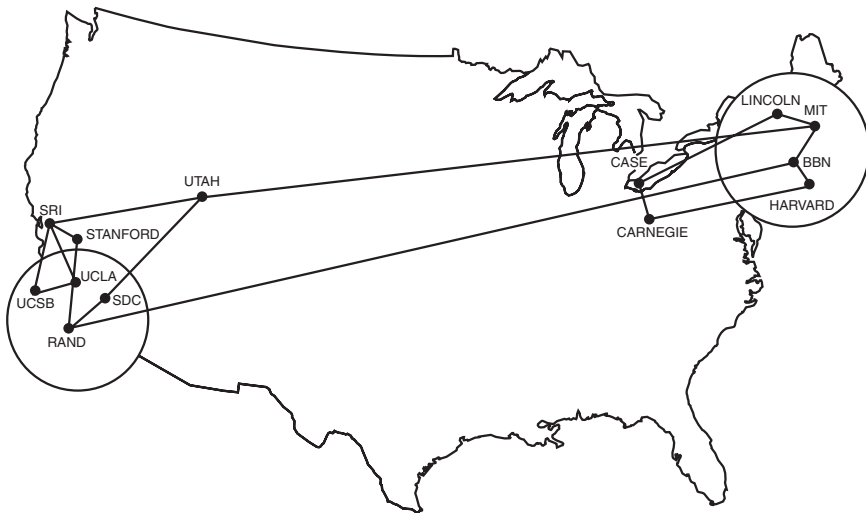 LINCOLN
MIT
CASE
BBN
UTAH
HARVARD
SRI
STANFORD
CARNEGIE
UCLA
UCSB
SDC
RAND